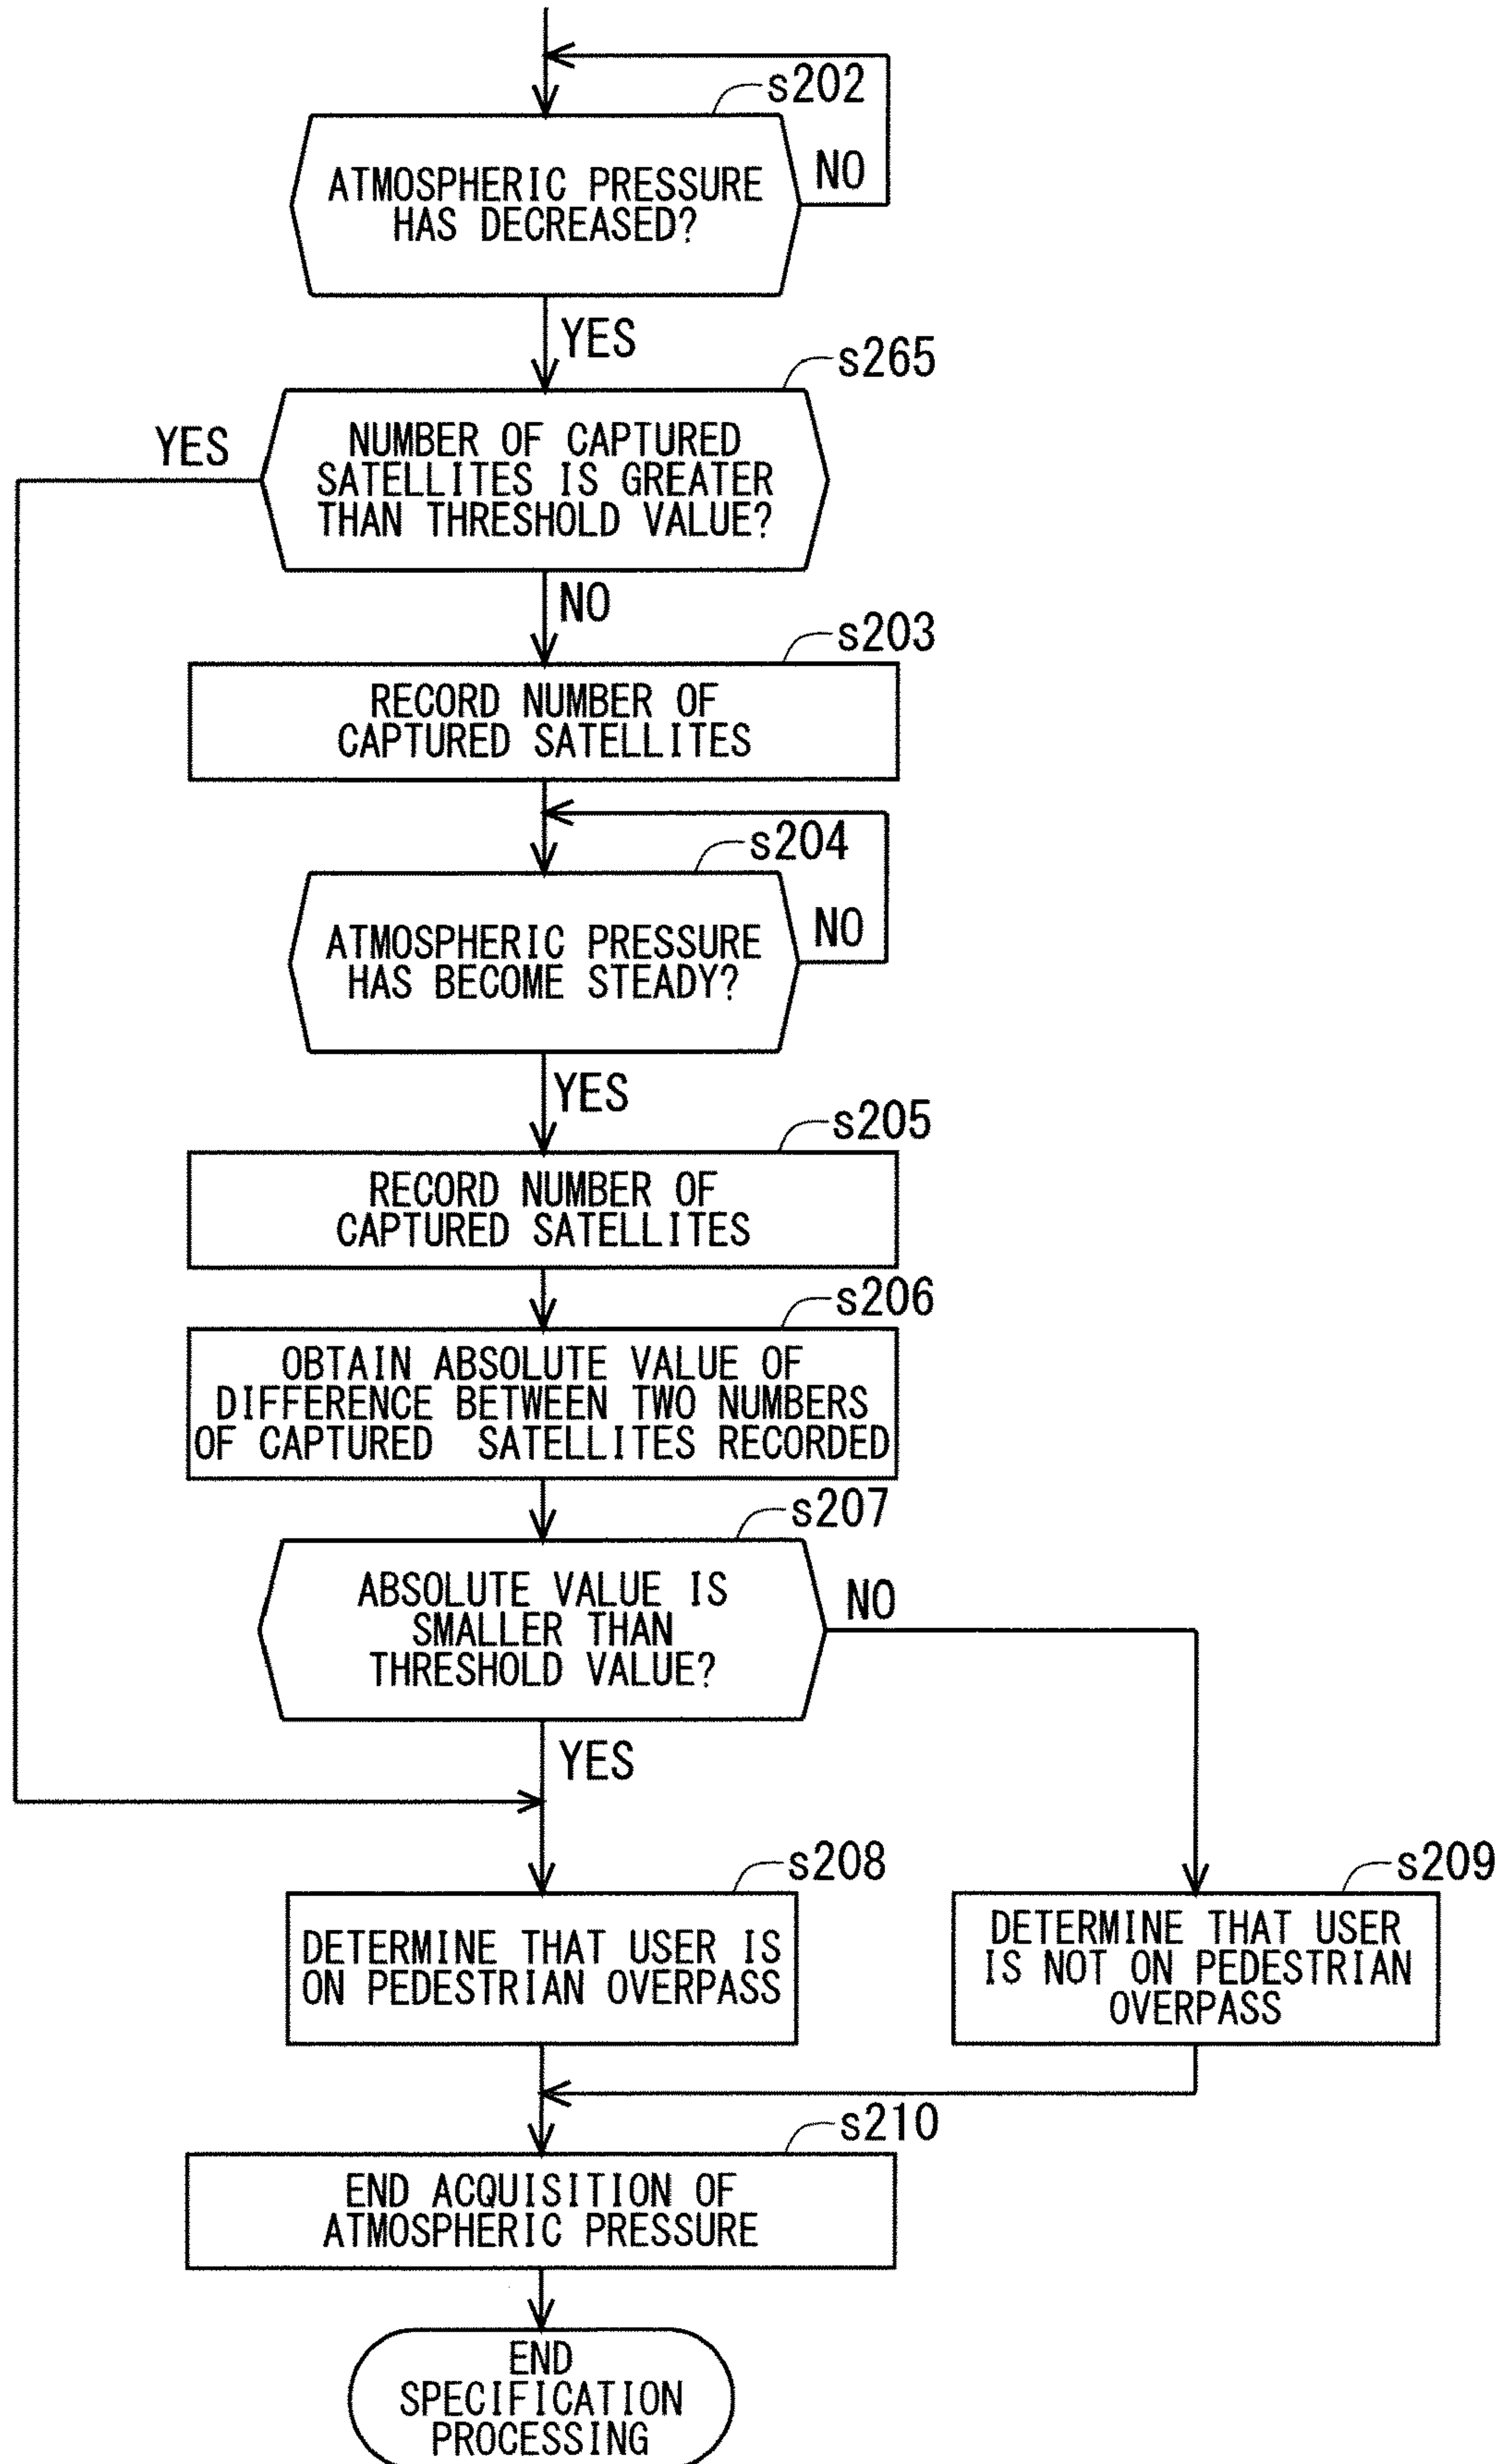 s202
ATMOSPHERIC PRESSURE
HAS DECREASED?
NO
YES
s265
NUMBER OF CAPTURED
SATELLITES IS GREATER
THAN THRESHOLD VALUE?
YES
NO
s203
RECORD NUMBER OF
CAPTURED SATELLITES
s204
ATMOSPHERIC PRESSURE
HAS BECOME STEADY?
NO
YES
s205
RECORD NUMBER OF
CAPTURED SATELLITES
s206
OBTAIN ABSOLUTE VALUE OF
DIFFERENCE BETWEEN TWO NUMBERS
OF CAPTURED SATELLITES RECORDED
s207
ABSOLUTE VALUE IS
SMALLER THAN
THRESHOLD VALUE?
NO
YES
s208
DETERMINE THAT USER IS
ON PEDESTRIAN OVERPASS
s209
DETERMINE THAT USER
IS NOT ON PEDESTRIAN
OVERPASS
s210
END ACQUISITION OF
ATMOSPHERIC PRESSURE
END
SPECIFICATION
PROCESSING